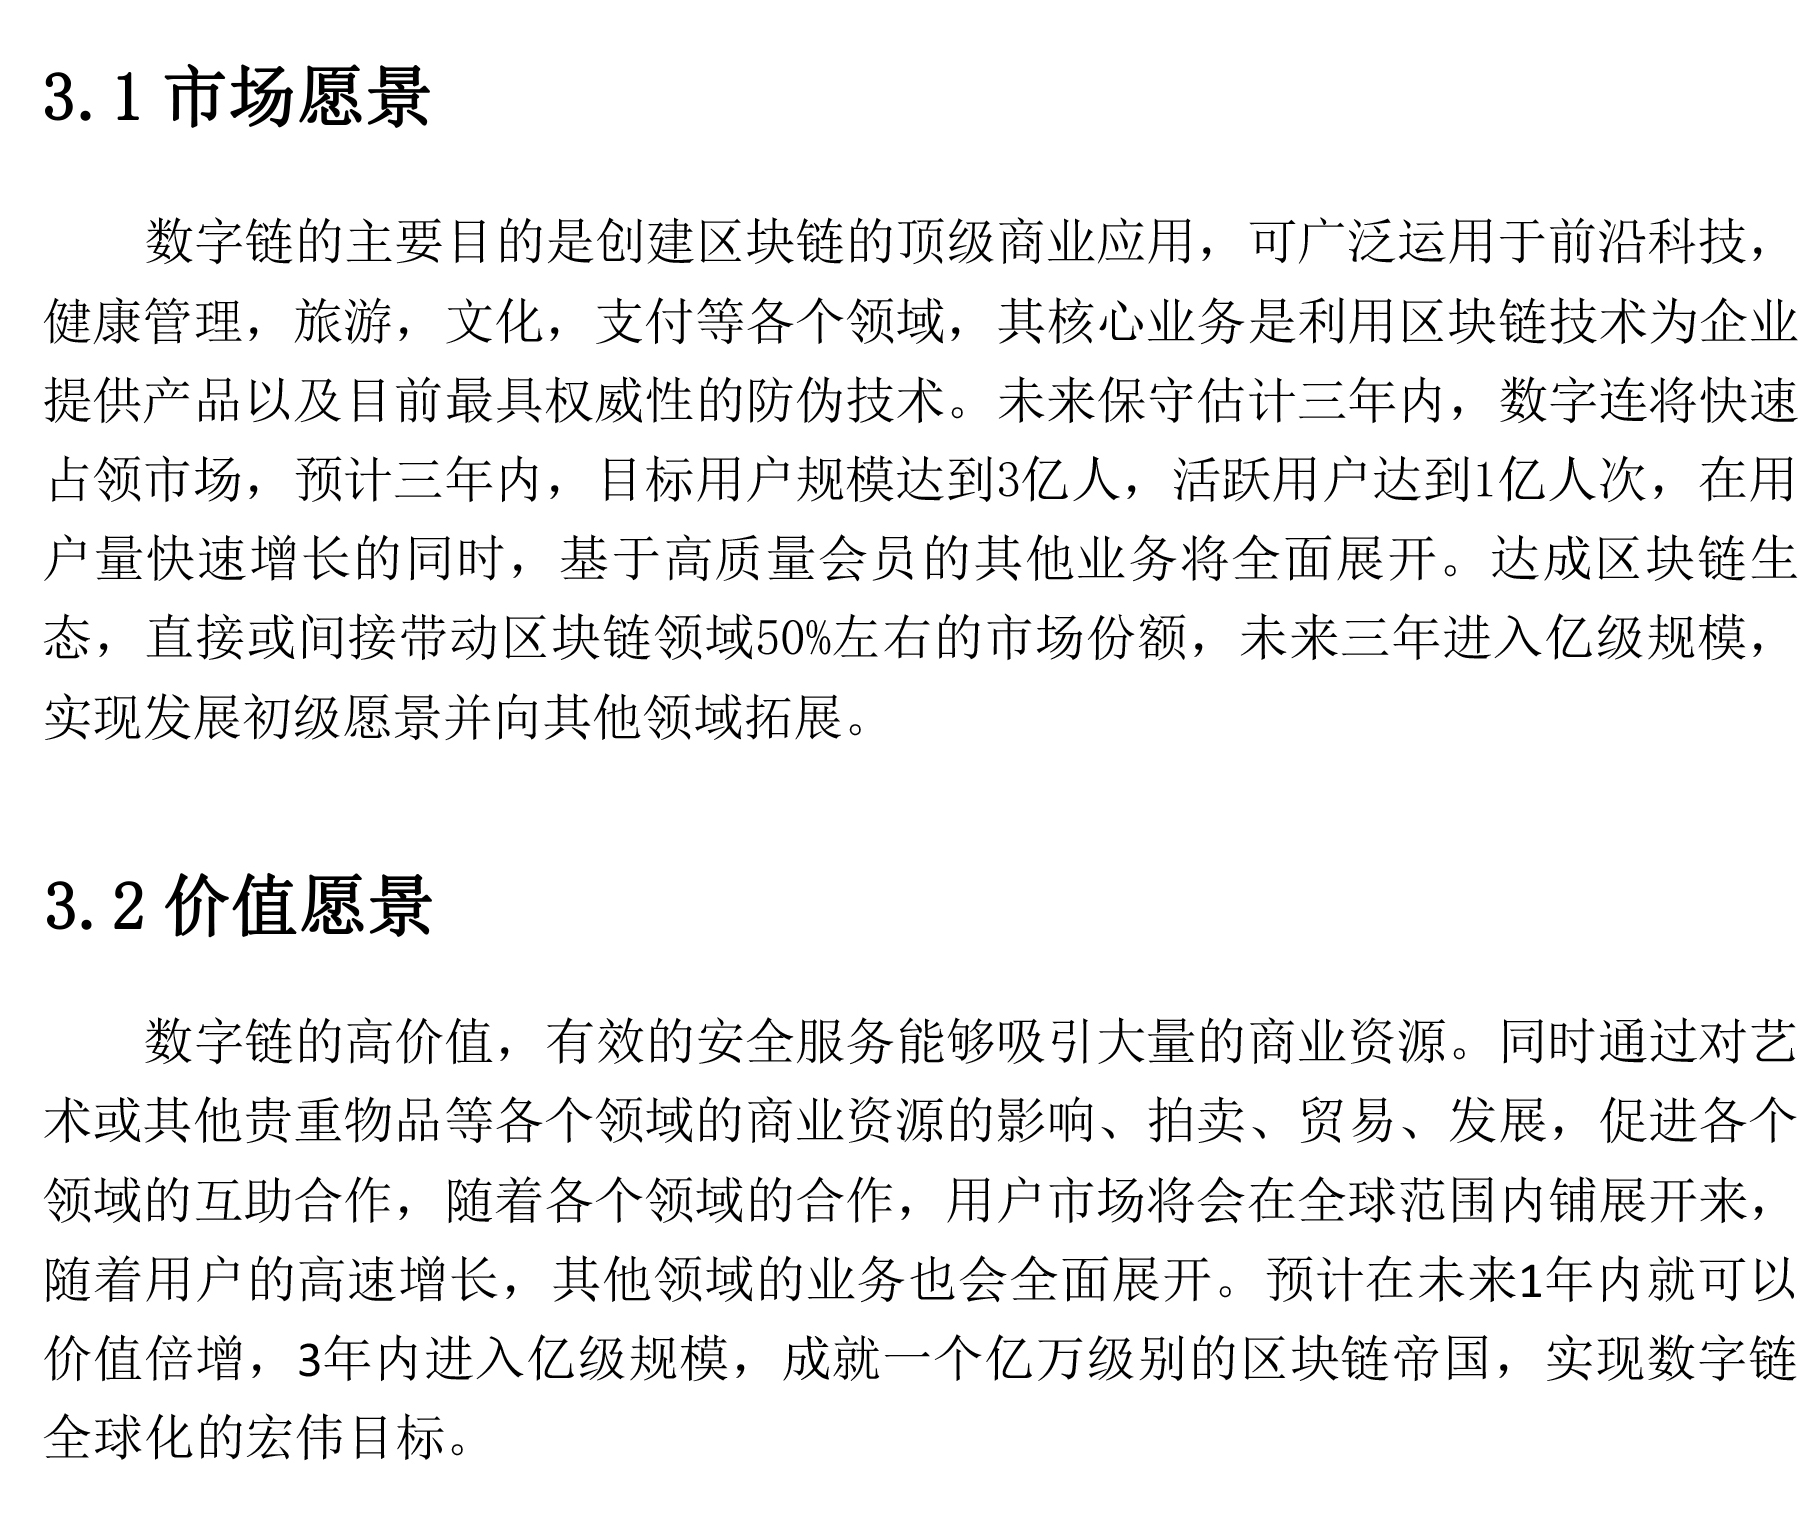 3.1 市场愿景
数字链的主要目的是创建区块链的顶级商业应用，可广泛运用于前沿科技，
健康管理，旅游，文化，支付等各个领域，其核心业务是利用区块链技术为企业
提供产品以及目前最具权威性的防伪技术。未来保守估计三年内，数字连将快速
占领市场，预计三年内，目标用户规模达到3亿人，活跃用户达到1亿人次，在用
户量快速增长的同时，基于高质量会员的其他业务将全面展开。达成区块链生
态，直接或间接带动区块链领域50%左右的市场份额，未来三年进入亿级规模，
实现发展初级愿景并向其他领域拓展。
3.2 价值愿景
数字链的高价值，有效的安全服务能够吸引大量的商业资源。同时通过对艺
术或其他贵重物品等各个领域的商业资源的影响、拍卖、贸易、发展，促进各个
领域的互助合作，随着各个领域的合作，用户市场将会在全球范围内铺展开来，
随着用户的高速增长，其他领域的业务也会全面展开。预计在未来1年内就可以
价值倍增，3年内进入亿级规模，成就一个亿万级别的区块链帝国，实现数字链
全球化的宏伟目标。